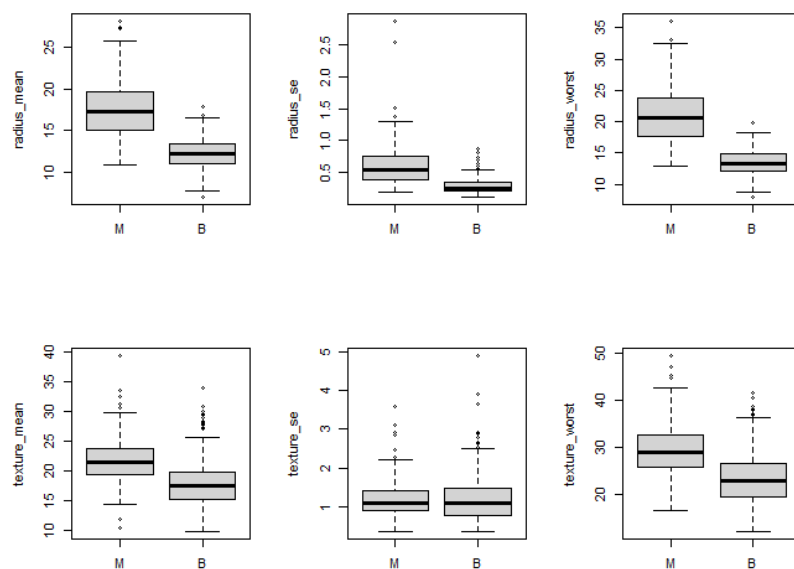 radius_mean
10
15
20
25
M
B
radius_se
0.5
1.0
1.5
2.0
2.5
M
B
radius_worst
10
15
20
25
30
35
M
B
texture_mean
10
15
20
25
30
35
40
M
B
texture_se
1
2
3
4
5
M
B
texture_worst
20
30
40
50
M
B